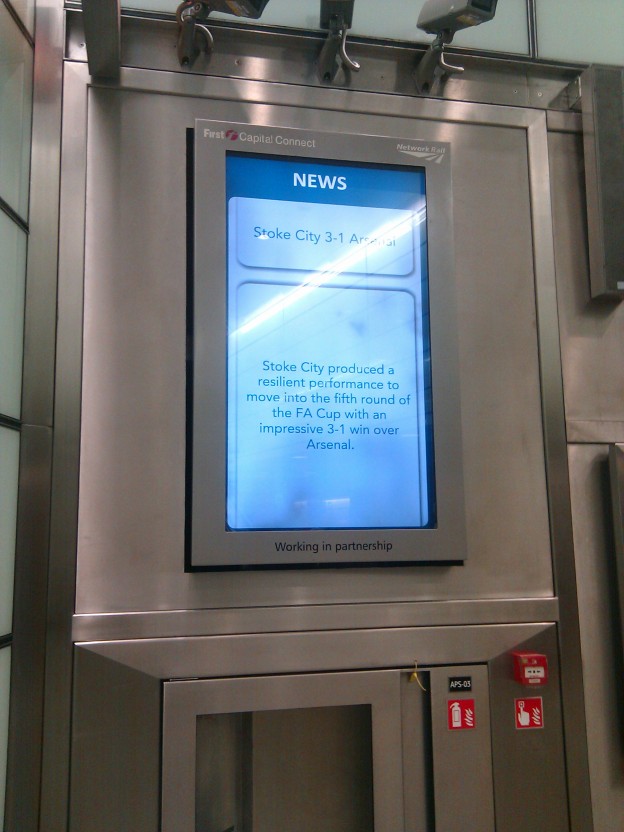 First Capital Connect
Network Rail
NEWS
Stoke City 3-1 Arsenal
Stoke City produced a
resilient performance to
move into the fifth round of
the FA Cup with an
impressive 3-1 win over
Arsenal.
Working in partnership
APS-03